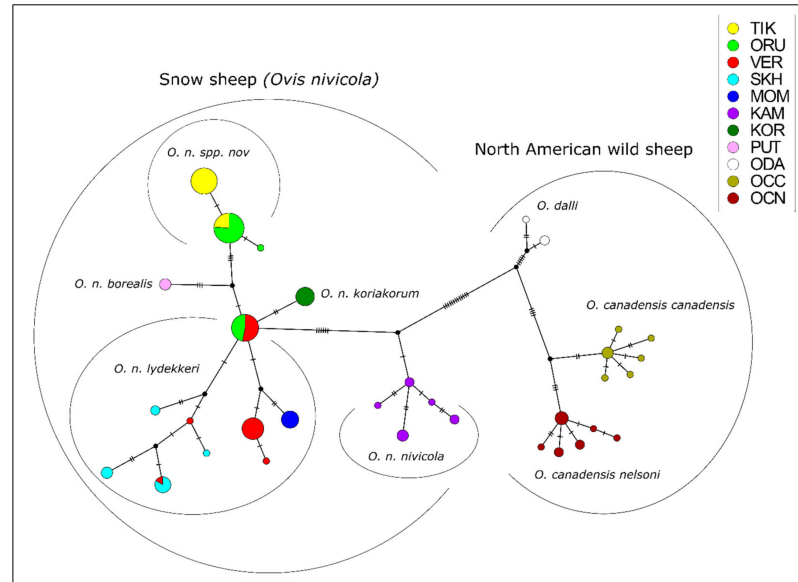 TIK
ORU
VER
SKH
MOM
KAM
KOR
PUT
ODA
OCC
OCN
Snow sheep (Ovis nivicola)
O. n. spp. nov
North American wild sheep
O. dalli
O. n. borealis
O. n. koriakorum
O. canadensis canadensis
O. n. lydekkeri
O. n. nivicola
O. canadensis nelsoni